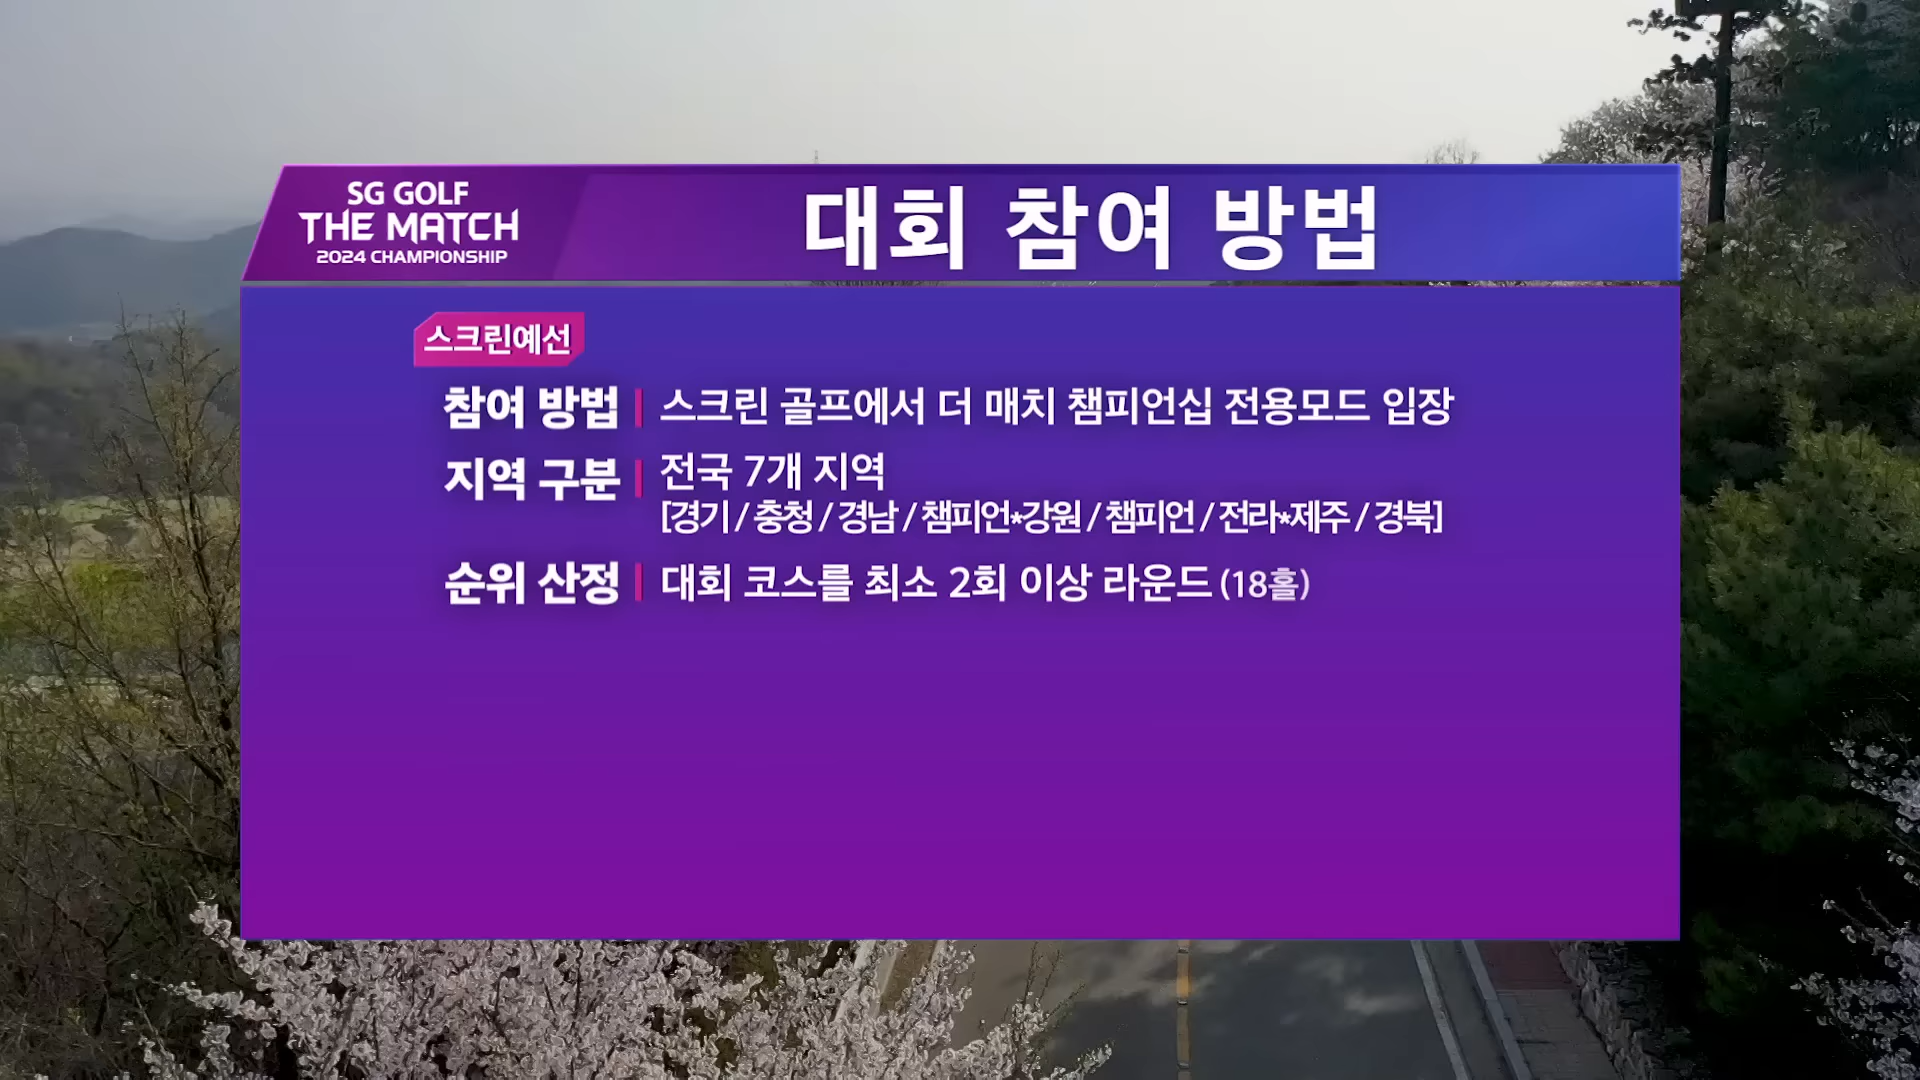 SG GOLF
THE MATCH
2024 CHAMPIONSHIP
대회 참여 방법
스크린예선
참여 방법 | 스크린 골프에서 더 매치 챔피언십 전용모드 입장
지역 구분 | 전국 7개 지역
[경기 / 충청 / 경남 / 챔피언*강원 / 챔피언 / 전라*제주 / 경북]
순위 산정 | 대회 코스를 최소 2회 이상 라운드 (18홀)